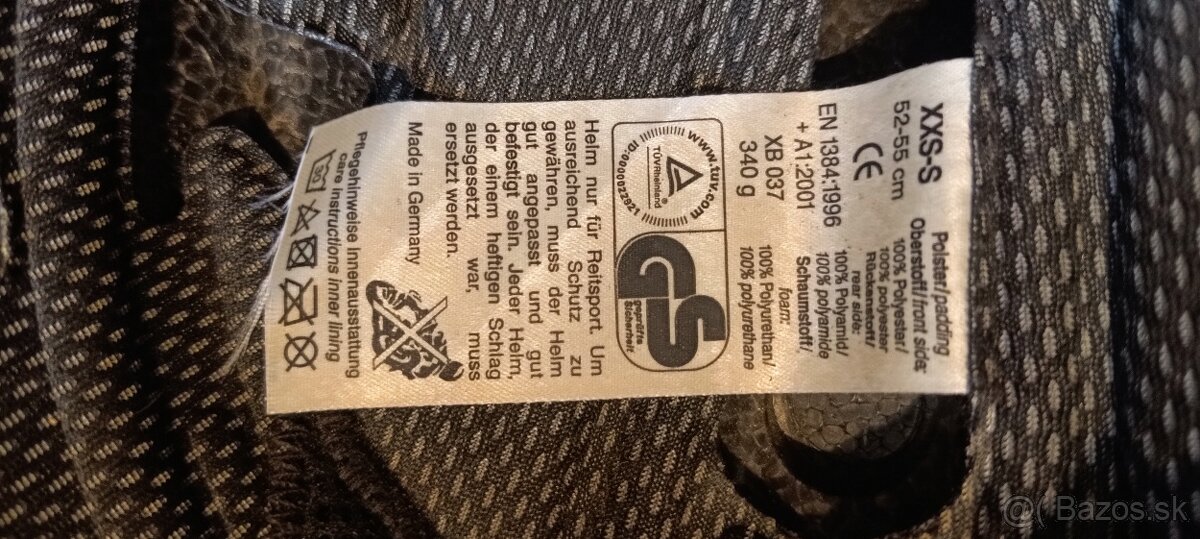 XXS-S
52-55 cm
CE
EN 1384:1996
+ A1:2001
XB 037
340 g
Polster/padding
Oberstoff/front side:
100% Polyester/
100% polyester
Rückenstoff/
rear side:
100% Polyamid/
100% polyamide
Schaumstoff/
foam:
100% Polyurethan/
100% polyurethane
www.tuv.com
TÜVRheinland®
ID:0000022921
GS
geprüfte
Sicherheit
Helm nur für Reitsport. Um
ausreichend Schutz zu
gewähren, muss der Helm
gut angepasst und gut
befestigt sein. Jeder Helm,
der einem heftigen Schlag
ausgesetzt war, muss
ersetzt werden.
Made in Germany
Pflegehinweise Innenausstattung
care instructions inner lining
30
Bazos.sk